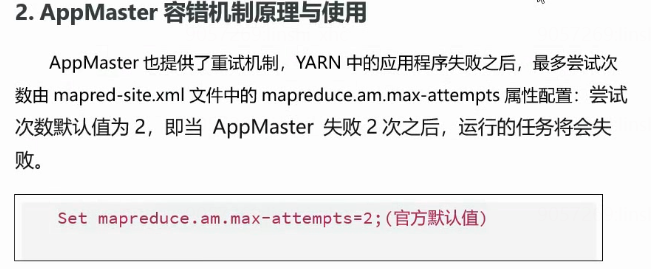 2. AppMaster 容错机制原理与使用
AppMaster 也提供了重试机制，YARN 中的应用程序失败之后，最多尝试次
数由 mapred-site.xml 文件中的 mapreduce.am.max-attempts 属性配置：尝试
次数默认值为 2，即当 AppMaster 失败 2 次之后，运行的任务将会失
败。
Set mapreduce.am.max-attempts=2;(官方默认值)